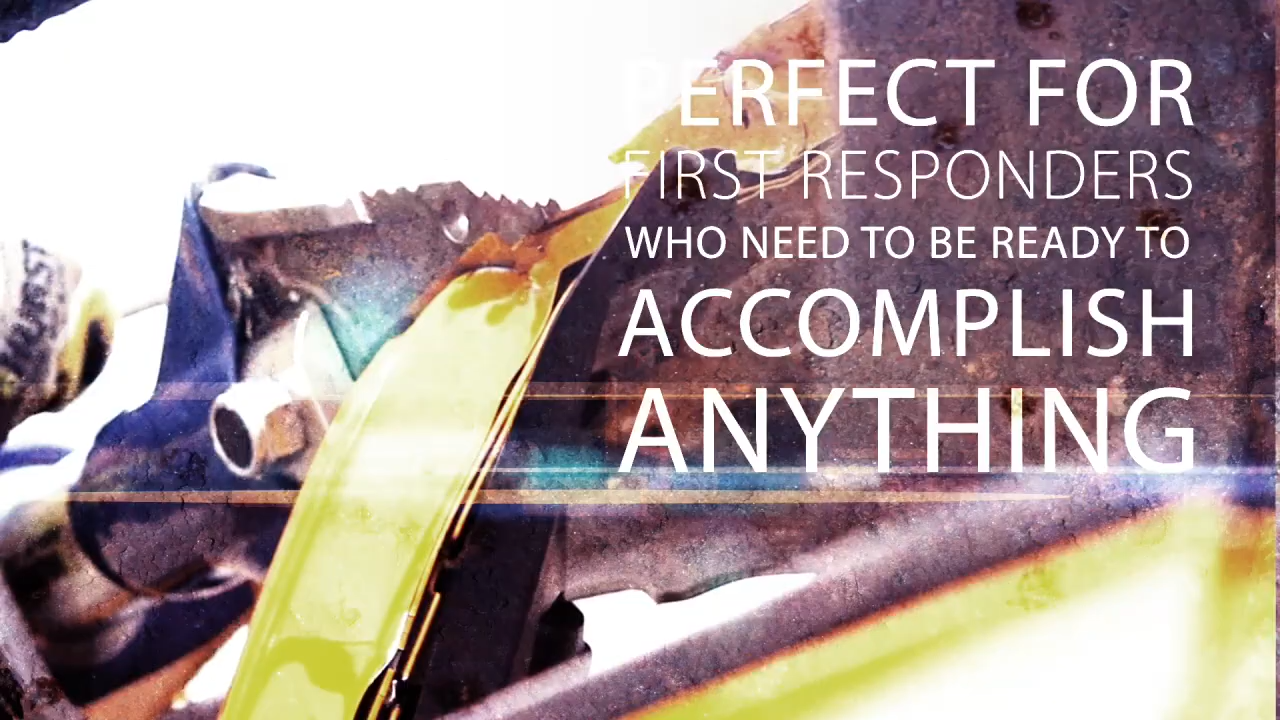 PERFECT FOR
FIRST RESPONDERS
WHO NEED TO BE READY TO
ACCOMPLISH
ANYTHING